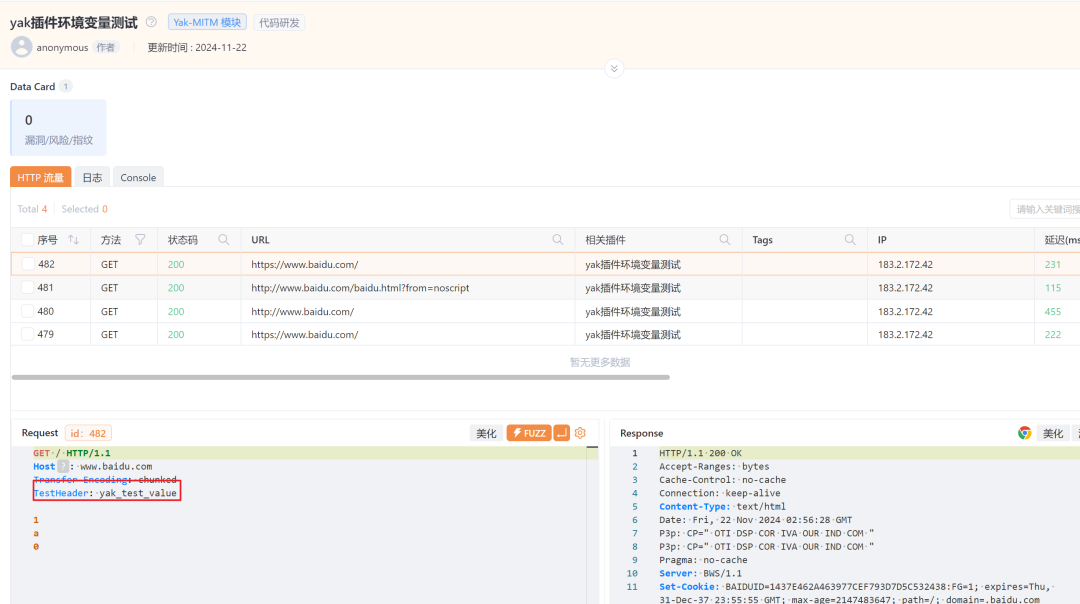 yak插件环境变量测试 Yak-MITM 模块 代码研发
anonymous 作者 更新时间 : 2024-11-22
Data Card 1
0
漏洞/风险/指纹
HTTP 流量 日志 Console
Total 4 Selected 0 请输入关键词搜
序号 方法 状态码 URL 相关插件 Tags IP 延迟(ms
482 GET 200 https://www.baidu.com/ yak插件环境变量测试 183.2.172.42 231
481 GET 200 http://www.baidu.com/baidu.html?from=noscript yak插件环境变量测试 183.2.172.42 115
480 GET 200 http://www.baidu.com/ yak插件环境变量测试 183.2.172.42 455
479 GET 200 https://www.baidu.com/ yak插件环境变量测试 183.2.172.42 222
暂无更多数据
Request id: 482 美化 FUZZ
GET / HTTP/1.1
Host ? : www.baidu.com
Transfer-Encoding: chunked
TestHeader: yak_test_value
1
a
0
Response 美化
1 HTTP/1.1 200 OK
2 Accept-Ranges: bytes
3 Cache-Control: no-cache
4 Connection: keep-alive
5 Content-Type: text/html
6 Date: Fri, 22 Nov 2024 02:56:28 GMT
7 P3p: CP=" OTI DSP COR IVA OUR IND COM "
8 P3p: CP=" OTI DSP COR IVA OUR IND COM "
9 Pragma: no-cache
10 Server: BWS/1.1
11 Set-Cookie: BAIDUID=1437E462A463977CEF793D7D5C532438:FG=1; expires=Thu,
31-Dec-37 23:55:55 GMT; max-age=2147483647; path=/; domain=.baidu.com